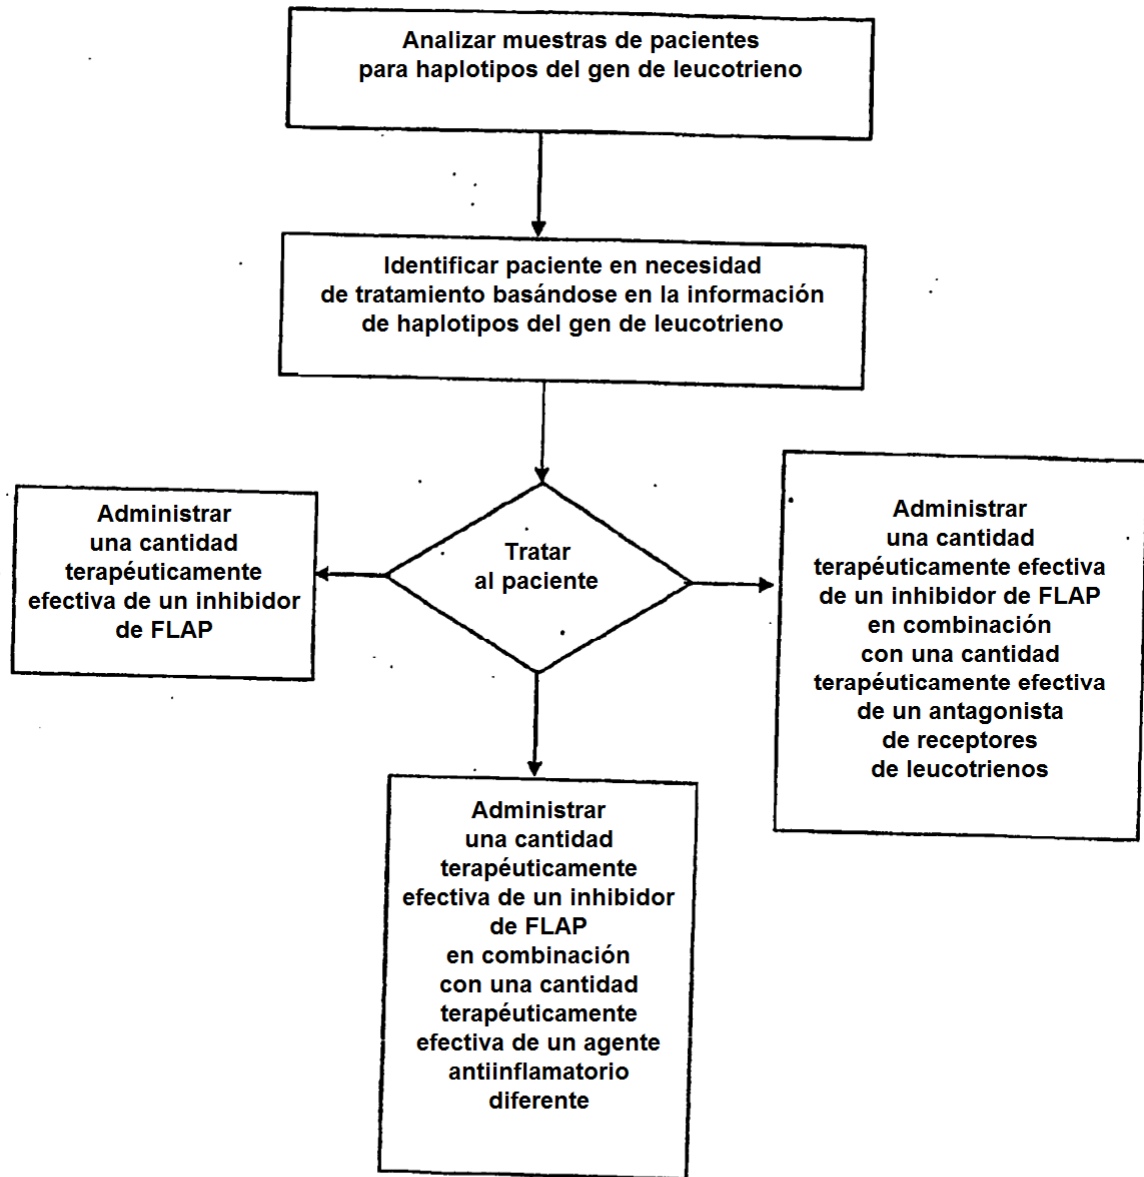 Analizar muestras de pacientes
para haplotipos del gen de leucotrieno
Identificar paciente en necesidad
de tratamiento basándose en la información
de haplotipos del gen de leucotrieno
Tratar
al paciente
Administrar
una cantidad
terapéuticamente
efectiva de un inhibidor
de FLAP
Administrar
una cantidad
terapéuticamente
efectiva de un inhibidor
de FLAP
en combinación
con una cantidad
terapéuticamente
efectiva de un agente
antiinflamatorio
diferente
Administrar
una cantidad
terapéuticamente efectiva
de un inhibidor de FLAP
en combinación
con una cantidad
terapéuticamente efectiva
de un antagonista
de receptores
de leucotrienos